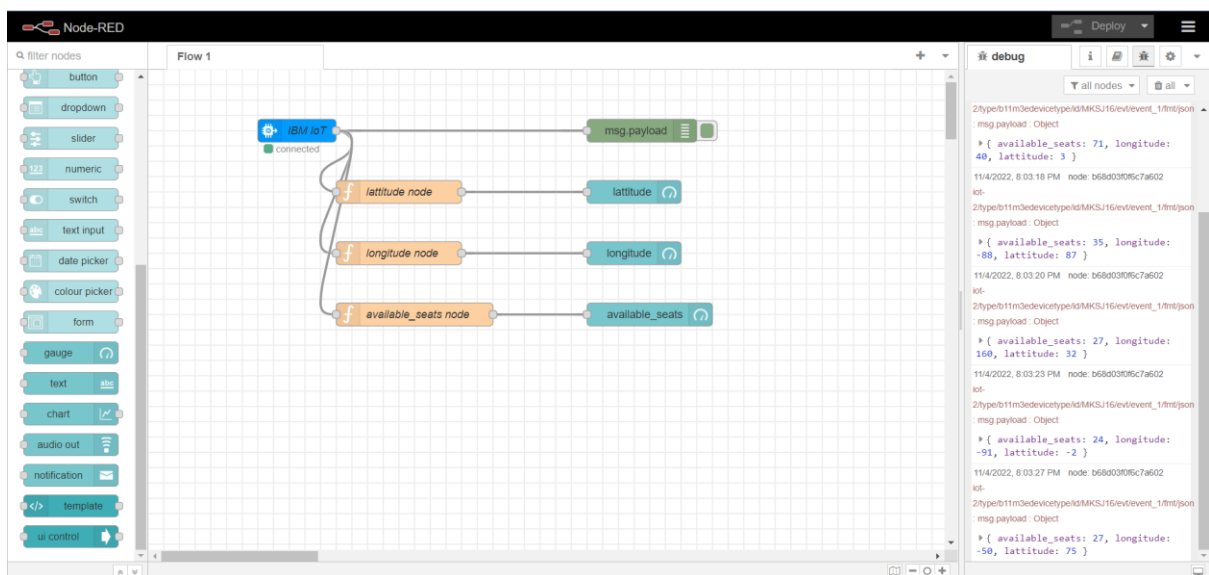 Node-RED
Deploy
filter nodes
button
dropdown
slider
123
numeric
switch
abc
text input
date picker
colour picker
form
gauge
text
abc
chart
audio out
notification
</>
template
ui control
Flow 1
IBM IoT
connected
msg.payload
f
lattitude node
lattitude
f
longitude node
longitude
f
available_seats node
available_seats
debug
i
all nodes
all
2/type/b11m3edevicetype/id/MKSJ16/evt/event_1/fmt/json
: msg.payload : Object
{ available_seats: 71, longitude:
40, lattitude: 3 }
11/4/2022, 8:03:18 PM node: b68d03f0f6c7a602
iot-
2/type/b11m3edevicetype/id/MKSJ16/evt/event_1/fmt/json
: msg.payload : Object
{ available_seats: 35, longitude:
-88, lattitude: 87 }
11/4/2022, 8:03:20 PM node: b68d03f0f6c7a602
iot-
2/type/b11m3edevicetype/id/MKSJ16/evt/event_1/fmt/json
: msg.payload : Object
{ available_seats: 27, longitude:
160, lattitude: 32 }
11/4/2022, 8:03:23 PM node: b68d03f0f6c7a602
iot-
2/type/b11m3edevicetype/id/MKSJ16/evt/event_1/fmt/json
: msg.payload : Object
{ available_seats: 24, longitude:
-91, lattitude: -2 }
11/4/2022, 8:03:27 PM node: b68d03f0f6c7a602
iot-
2/type/b11m3edevicetype/id/MKSJ16/evt/event_1/fmt/json
: msg.payload : Object
{ available_seats: 27, longitude:
-50, lattitude: 75 }